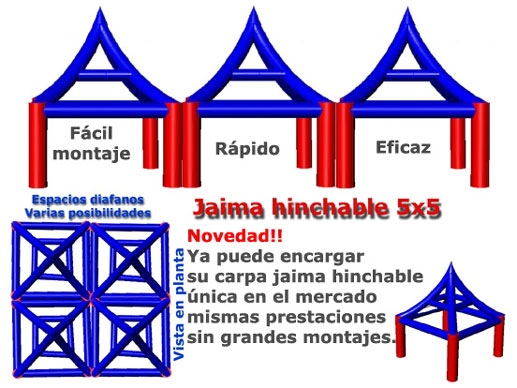 Fácil
montaje
Rápido
Eficaz
Espacios diafanos
Varias posibilidades
Jaima hinchable 5x5
Vista en planta
Novedad!!
Ya puede encargar
su carpa jaima hinchable
única en el mercado
mismas prestaciones
sin grandes montajes.